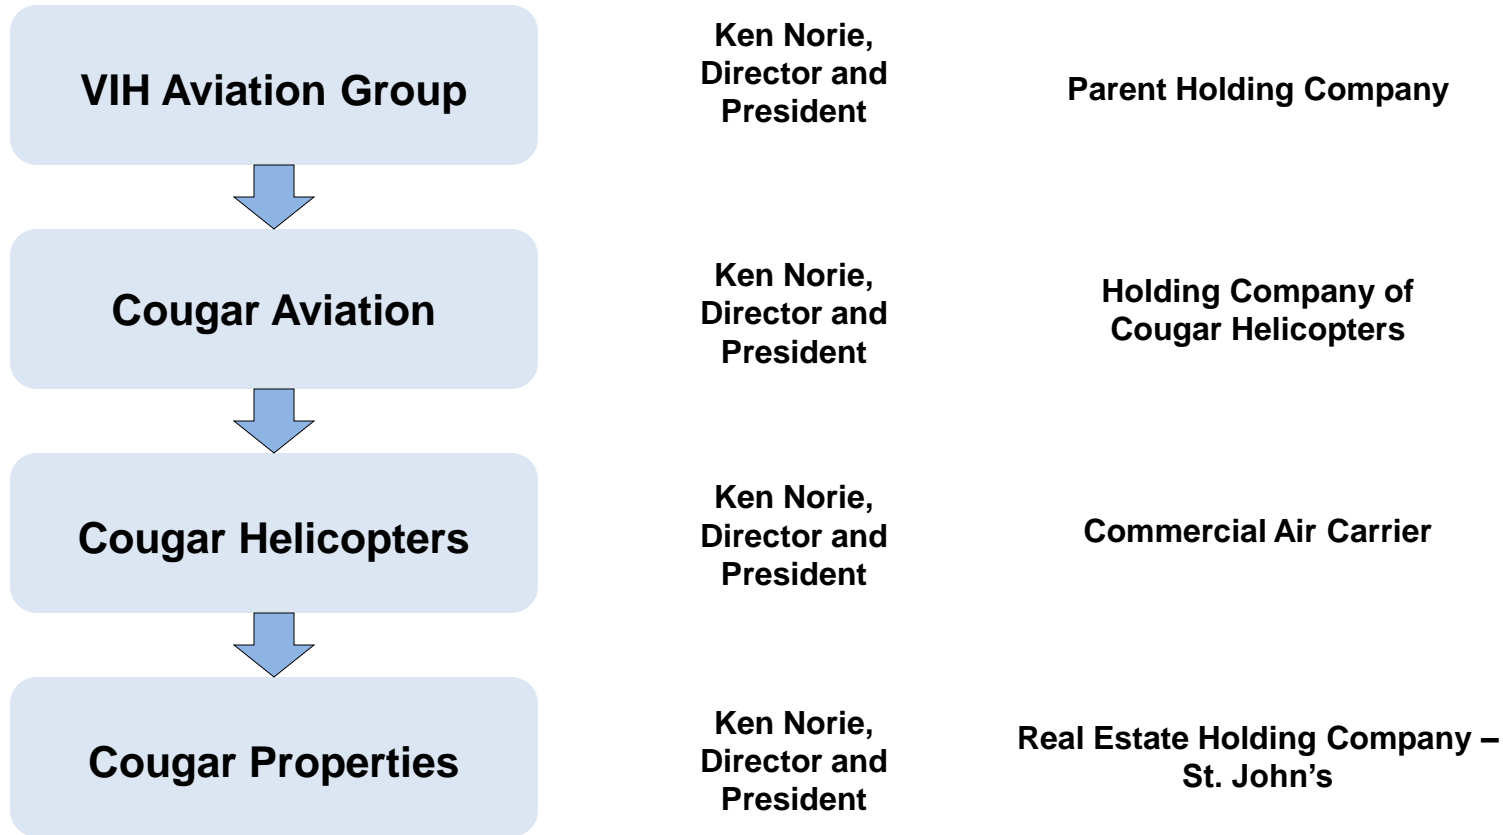 VIH Aviation Group
Ken Norie,
Director and
President
Parent Holding Company
Cougar Aviation
Ken Norie,
Director and
President
Holding Company of
Cougar Helicopters
Cougar Helicopters
Ken Norie,
Director and
President
Commercial Air Carrier
Cougar Properties
Ken Norie,
Director and
President
Real Estate Holding Company –
St. John’s